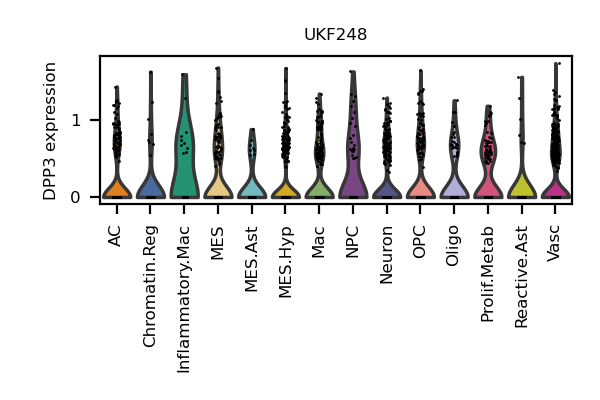 UKF248
DPP3 expression
1
0
AC
Chromatin.Reg
Inflammatory.Mac
MES
MES.Ast
MES.Hyp
Mac
NPC
Neuron
OPC
Oligo
Prolif.Metab
Reactive.Ast
Vasc